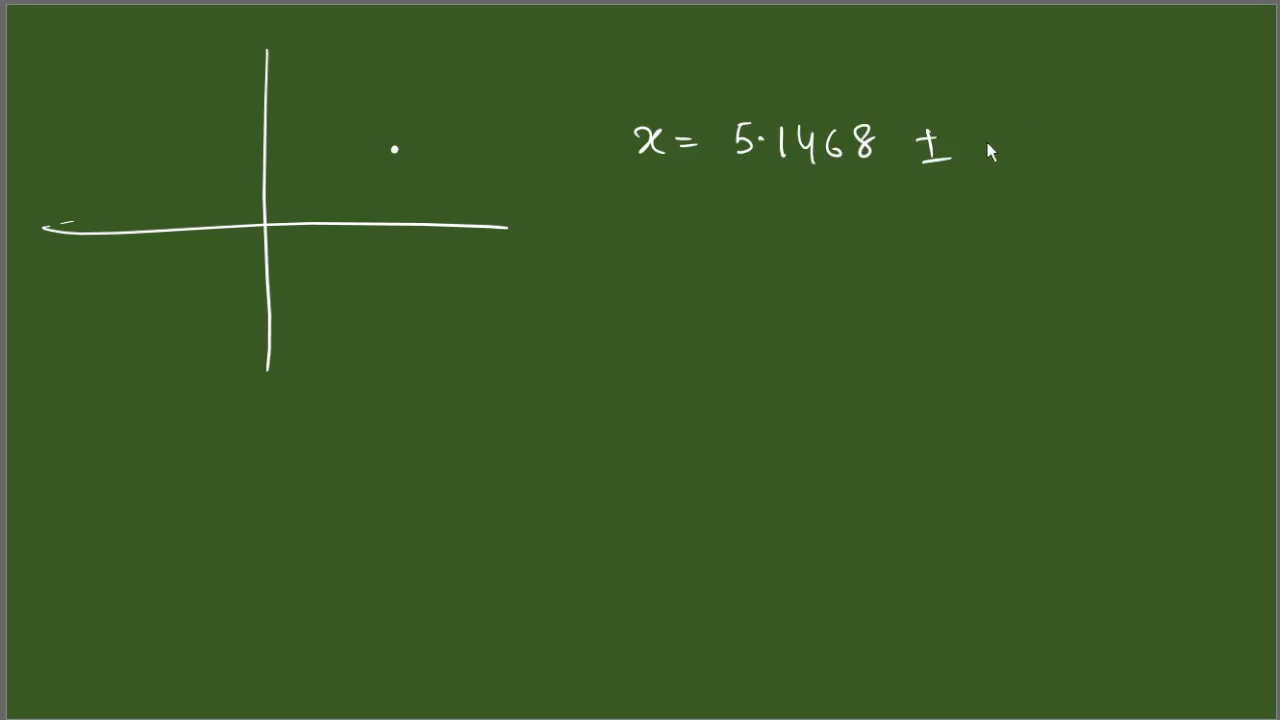 x = 5.1468 ±